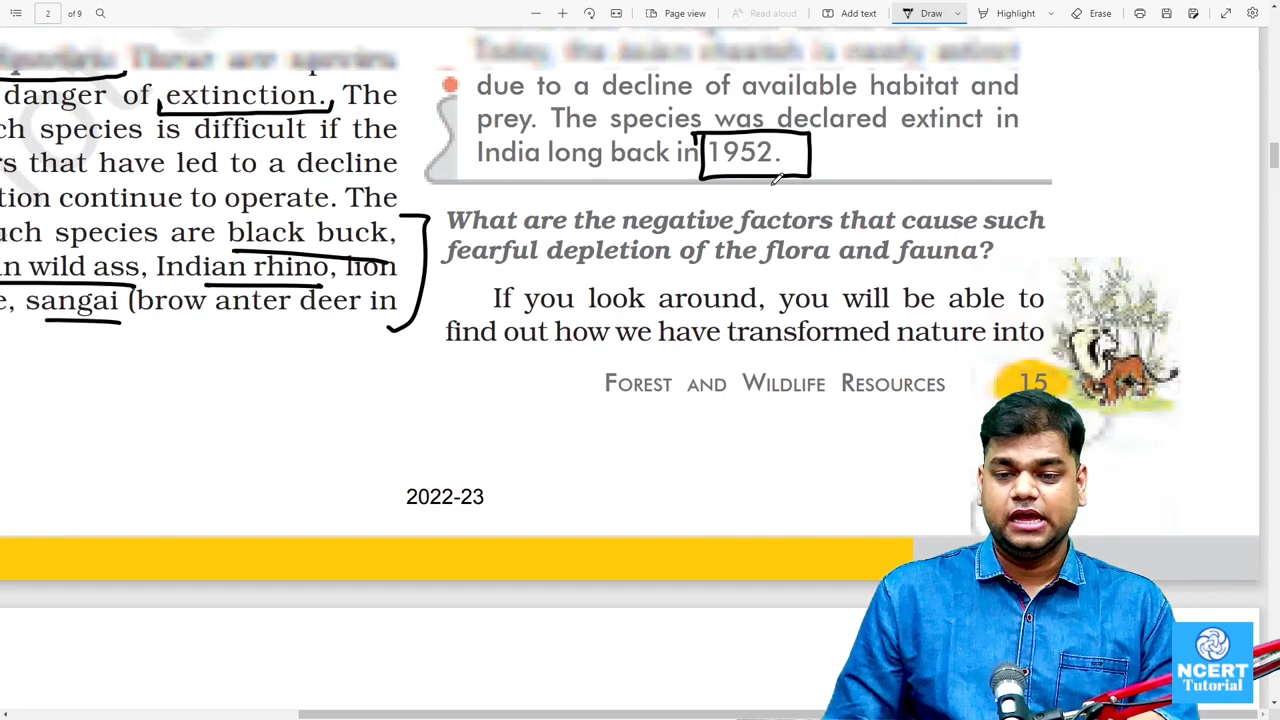 2 of 9 Page view Read aloud Add text Draw Highlight Erase
danger of extinction. The
ch species is difficult if the
rs that have led to a decline
tion continue to operate. The
uch species are black buck,
n wild ass, Indian rhino, lion
e, sangai (brow anter deer in
due to a decline of available habitat and
prey. The species was declared extinct in
India long back in 1952.
What are the negative factors that cause such
fearful depletion of the flora and fauna?
If you look around, you will be able to
find out how we have transformed nature into
FOREST AND WILDLIFE RESOURCES 15
2022-23
NCERT
Tutorial